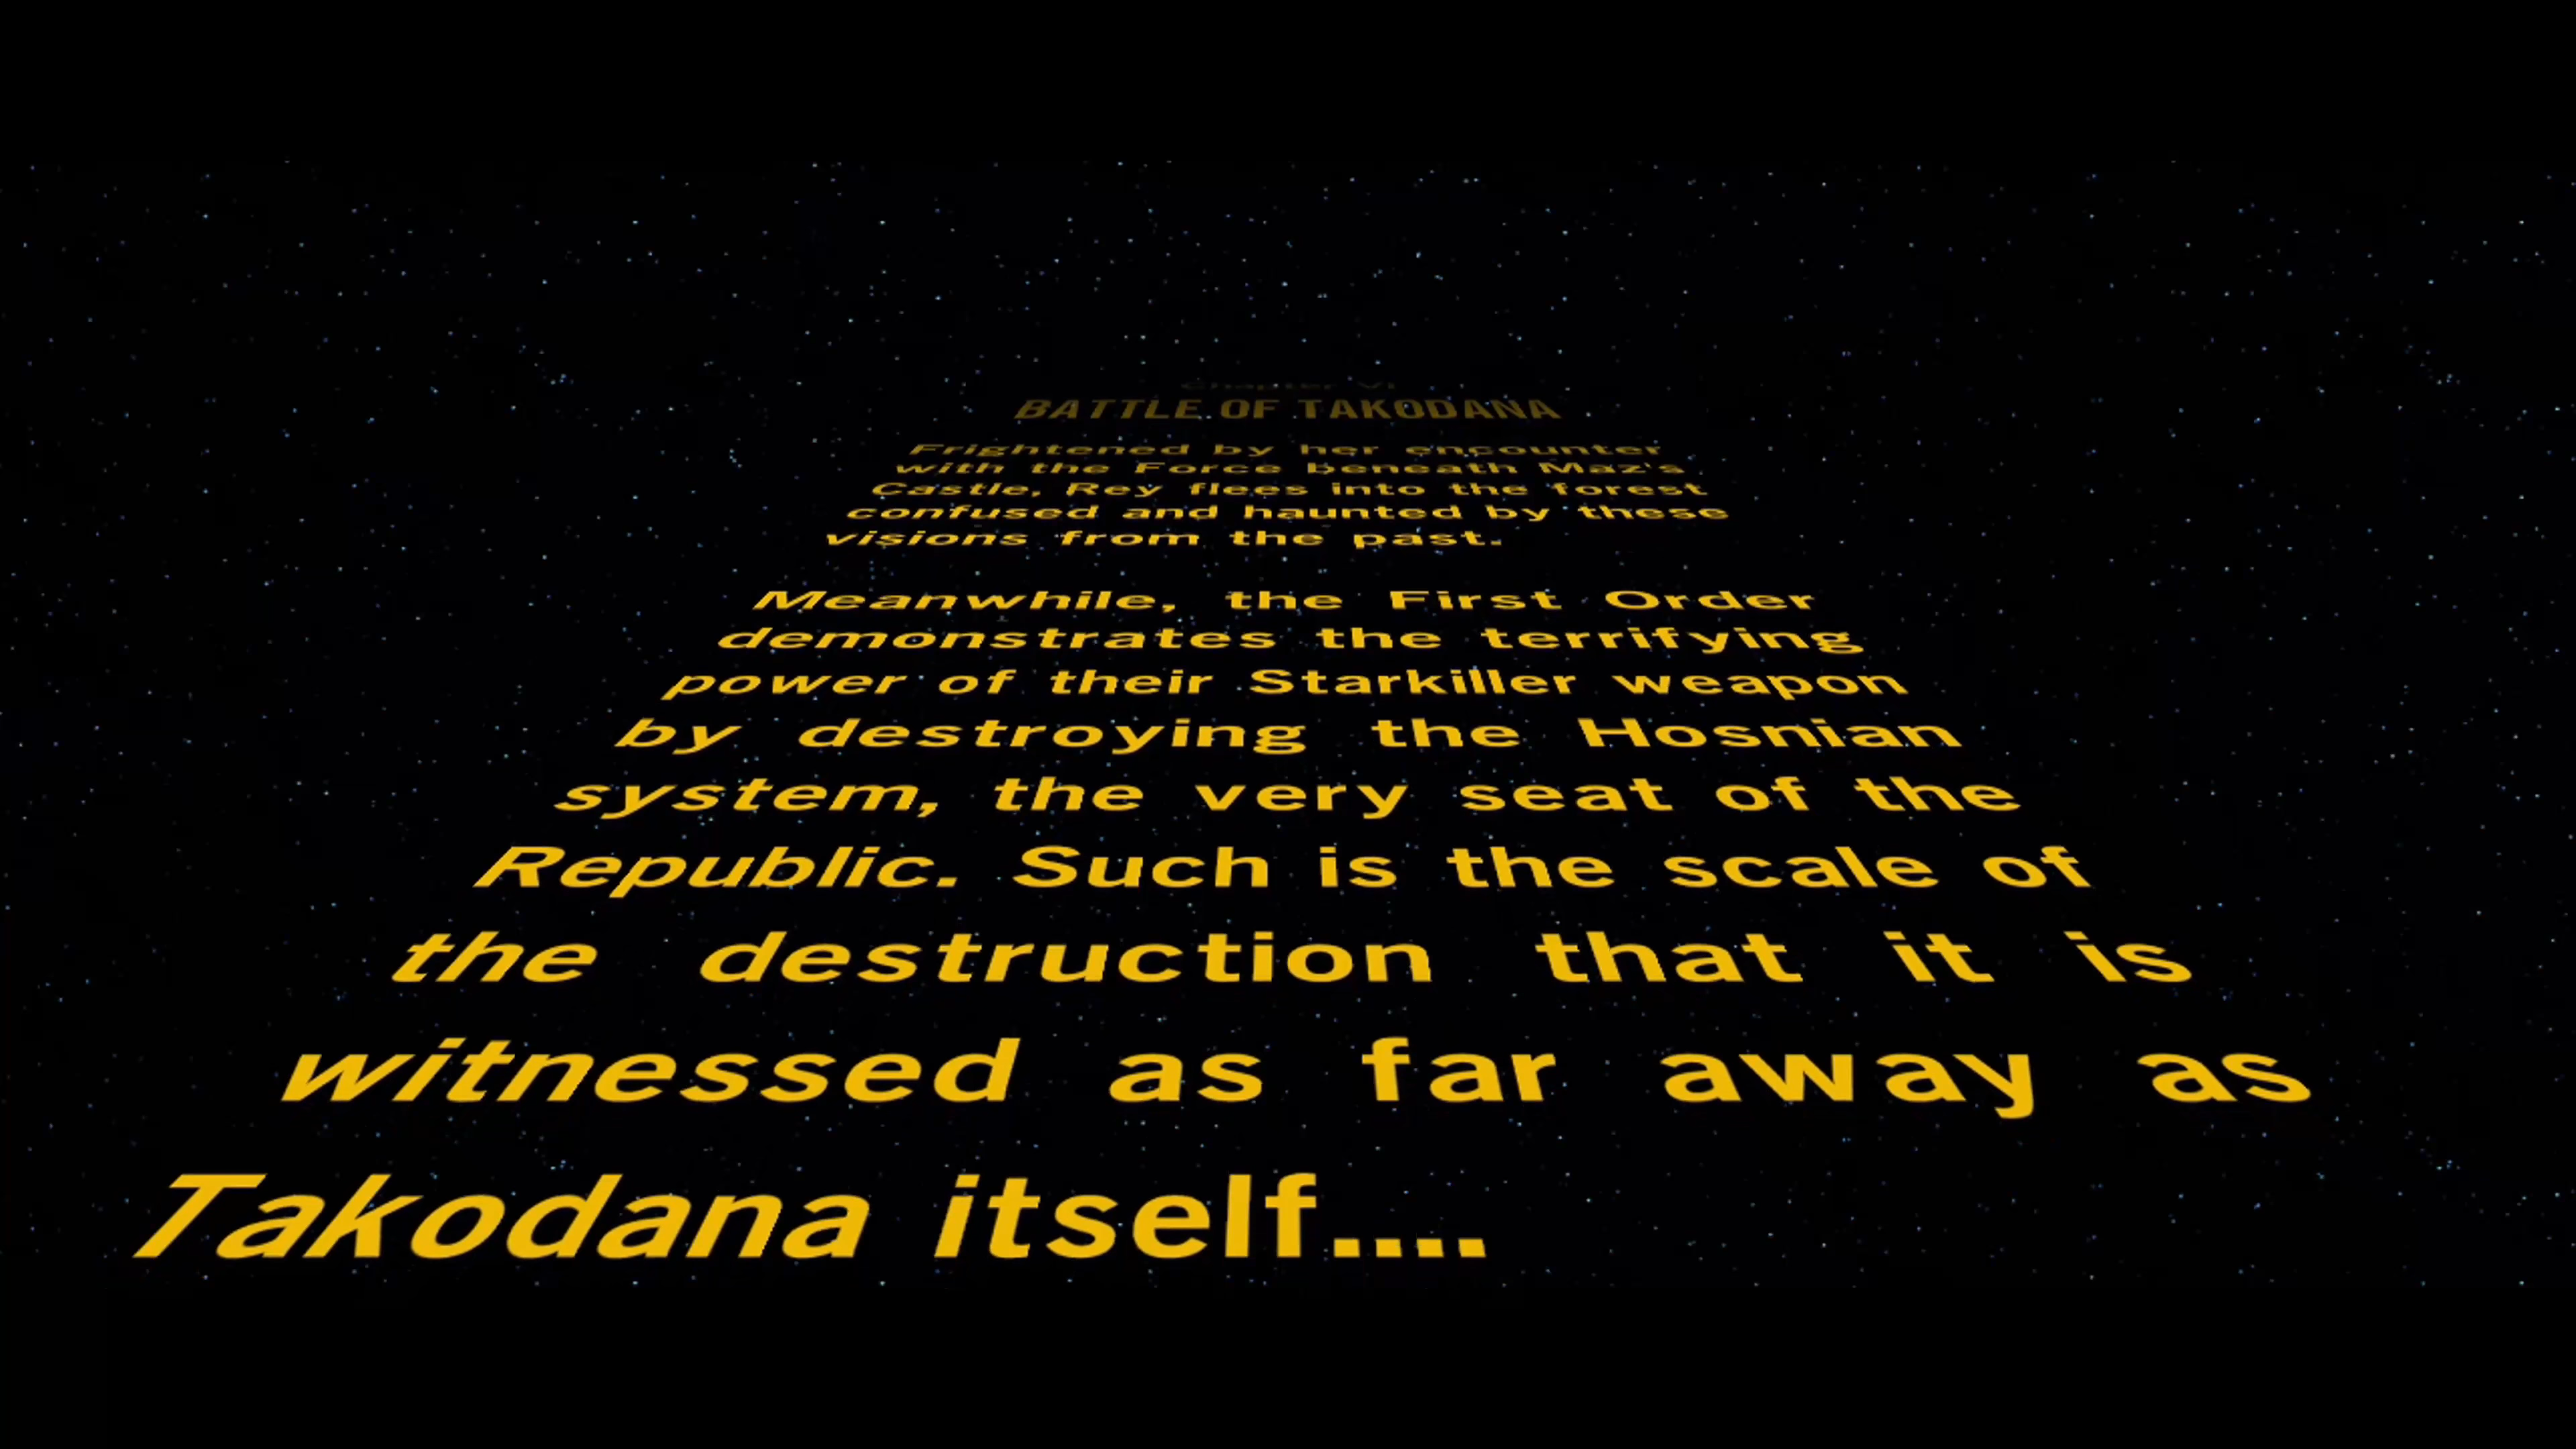 Chapter VI
BATTLE OF TAKODANA
Frightened by her encounter
with the Force beneath Maz's
Castle, Rey flees into the forest
confused and haunted by these
visions from the past.
Meanwhile, the First Order
demonstrates the terrifying
power of their Starkiller weapon
by destroying the Hosnian
system, the very seat of the
Republic. Such is the scale of
the destruction that it is
witnessed as far away as
Takodana itself....